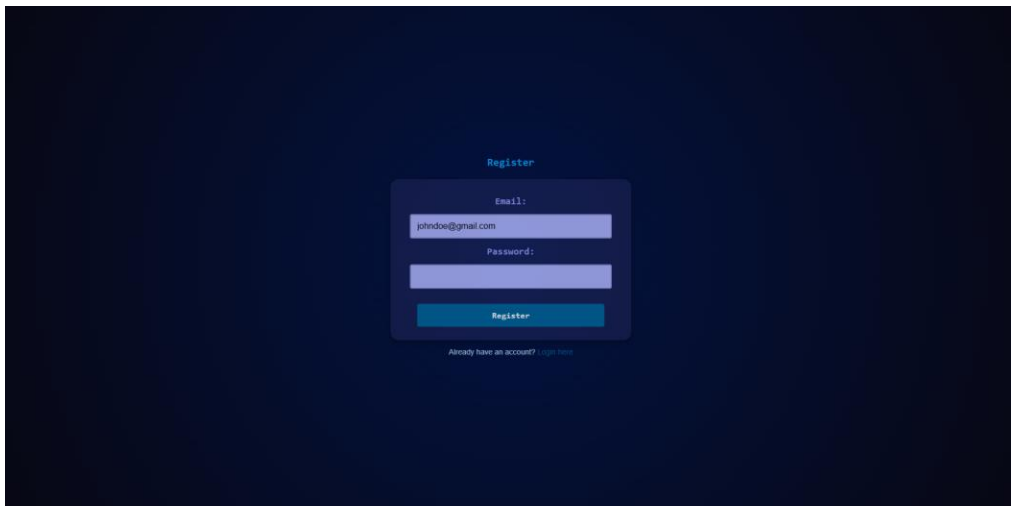 Register
Email:
johndoe@gmail.com
Password:
Register
Already have an account? Login here